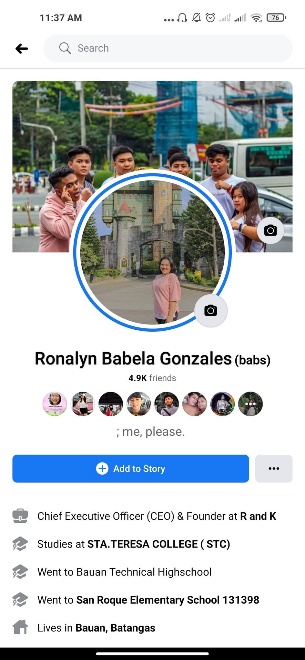 11:37 AM
76
Search
Ronalyn Babela Gonzales (babs)
4.9K friends
; me, please.
Add to Story
Chief Executive Officer (CEO) & Founder at R and K
Studies at STA.TERESA COLLEGE ( STC)
Went to Bauan Technical Highschool
Went to San Roque Elementary School 131398
Lives in Bauan, Batangas